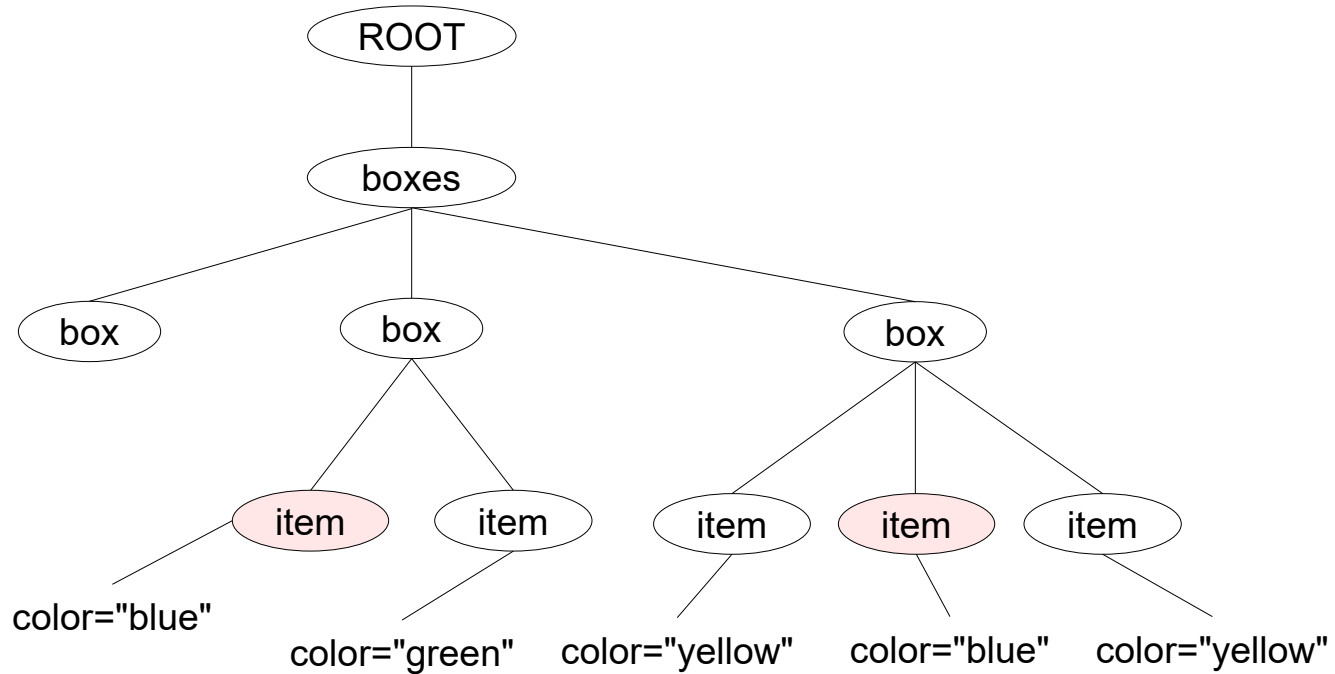 ROOT
boxes
box
box
box
item
item
item
item
item
color="blue"
color="green"
color="yellow"
color="blue"
color="yellow"